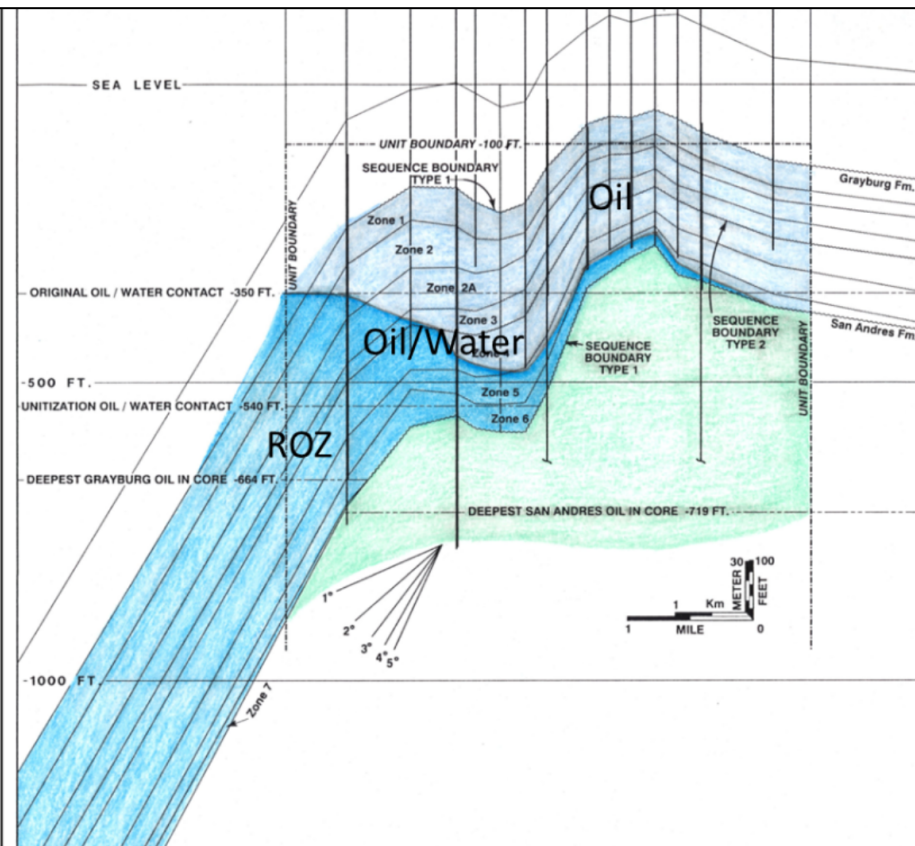 SEA LEVEL
UNIT BOUNDARY -100 FT.
SEQUENCE BOUNDARY
TYPE 1
Oil
Grayburg Fm.
Zone 1
UNIT BOUNDARY
Zone 2
Zone 2A
ORIGINAL OIL / WATER CONTACT -350 FT.
Zone 3
Oil/Water
SEQUENCE
BOUNDARY
TYPE 2
San Andres Fm.
SEQUENCE
BOUNDARY
TYPE 1
UNIT BOUNDARY
-500 FT.
Zone 5
UNITIZATION OIL / WATER CONTACT -540 FT.
Zone 6
ROZ
DEEPEST GRAYBURG OIL IN CORE -664 FT.
DEEPEST SAN ANDRES OIL IN CORE -719 FT.
1°
2°
3°
4°
5°
30 100
METER
FEET
1 Km
1 MILE 0
-1000 FT.
Zone 7